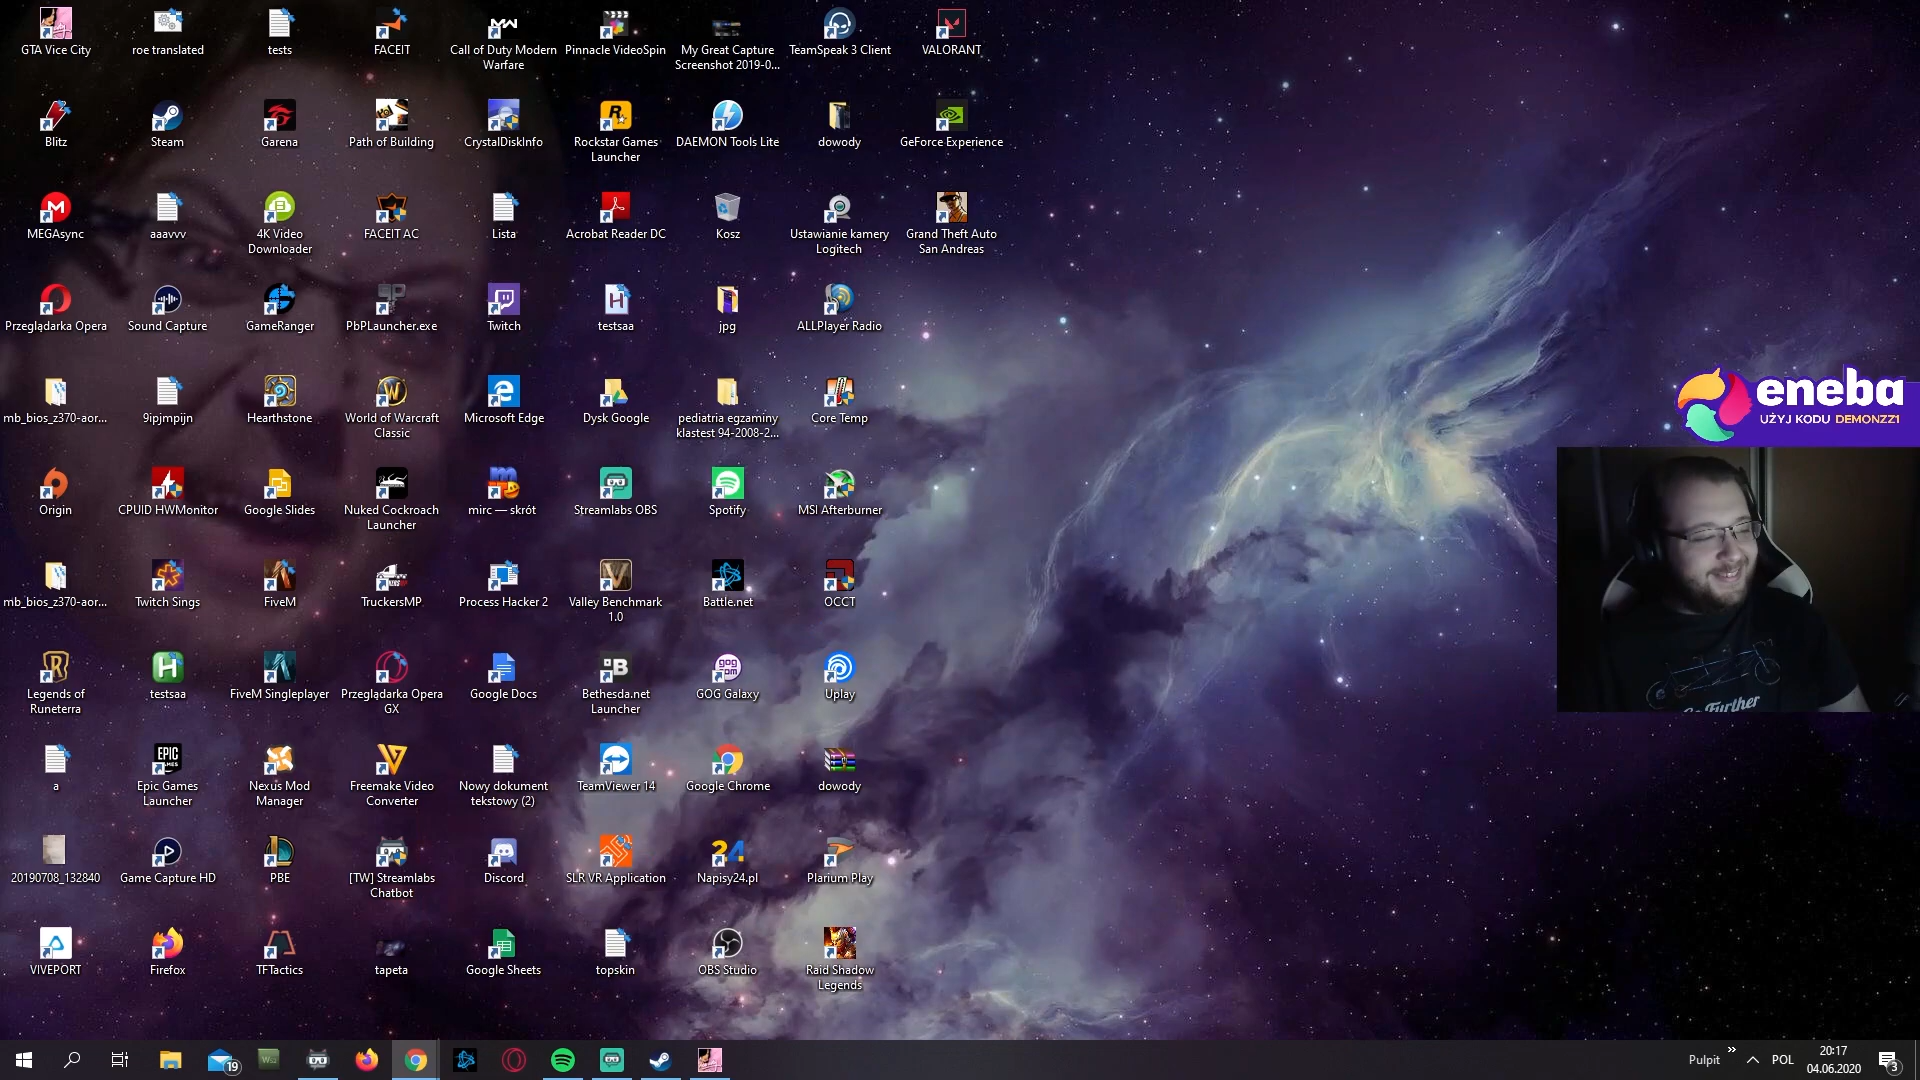 GTA Vice City
roe translated
tests
FACEIT
Call of Duty Modern
Warfare
Pinnacle VideoSpin
My Great Capture
Screenshot 2019-0...
TeamSpeak 3 Client
VALORANT
Blitz
Steam
Garena
Path of Building
CrystalDiskInfo
Rockstar Games
Launcher
DAEMON Tools Lite
dowody
GeForce Experience
MEGAsync
aaavvv
4K Video
Downloader
FACEIT AC
Lista
Acrobat Reader DC
Kosz
Ustawianie kamery
Logitech
Grand Theft Auto
San Andreas
Przeglądarka Opera
Sound Capture
GameRanger
PbPLauncher.exe
Twitch
testsaa
jpg
ALLPlayer Radio
mb_bios_z370-aor...
9ipjmpijn
Hearthstone
World of Warcraft
Classic
Microsoft Edge
Dysk Google
pediatria egzaminy
klastest 94-2008-2...
Core Temp
eneba
UŻYJ KODU DEMONZZ1
Origin
CPUID HWMonitor
Google Slides
Nuked Cockroach
Launcher
mirc — skrót
Streamlabs OBS
Spotify
MSI Afterburner
mb_bios_z370-aor...
Twitch Sings
FiveM
TruckersMP
Process Hacker 2
Valley Benchmark
1.0
Battle.net
OCCT
Legends of
Runeterra
testsaa
FiveM Singleplayer
Przeglądarka Opera
GX
Google Docs
Bethesda.net
Launcher
GOG Galaxy
Uplay
Further
a
EPIC
GAMES
Epic Games
Launcher
Nexus Mod
Manager
Freemake Video
Converter
Nowy dokument
tekstowy (2)
TeamViewer 14
Google Chrome
dowody
20190708_132840
Game Capture HD
PBE
[TW] Streamlabs
Chatbot
Discord
SLR VR Application
24
Napisy24.pl
Plarium Play
VIVEPORT
Firefox
TFTactics
tapeta
Google Sheets
topskin
OBS Studio
Raid Shadow
Legends
19
Pulpit
POL
20:17
04.06.2020
3